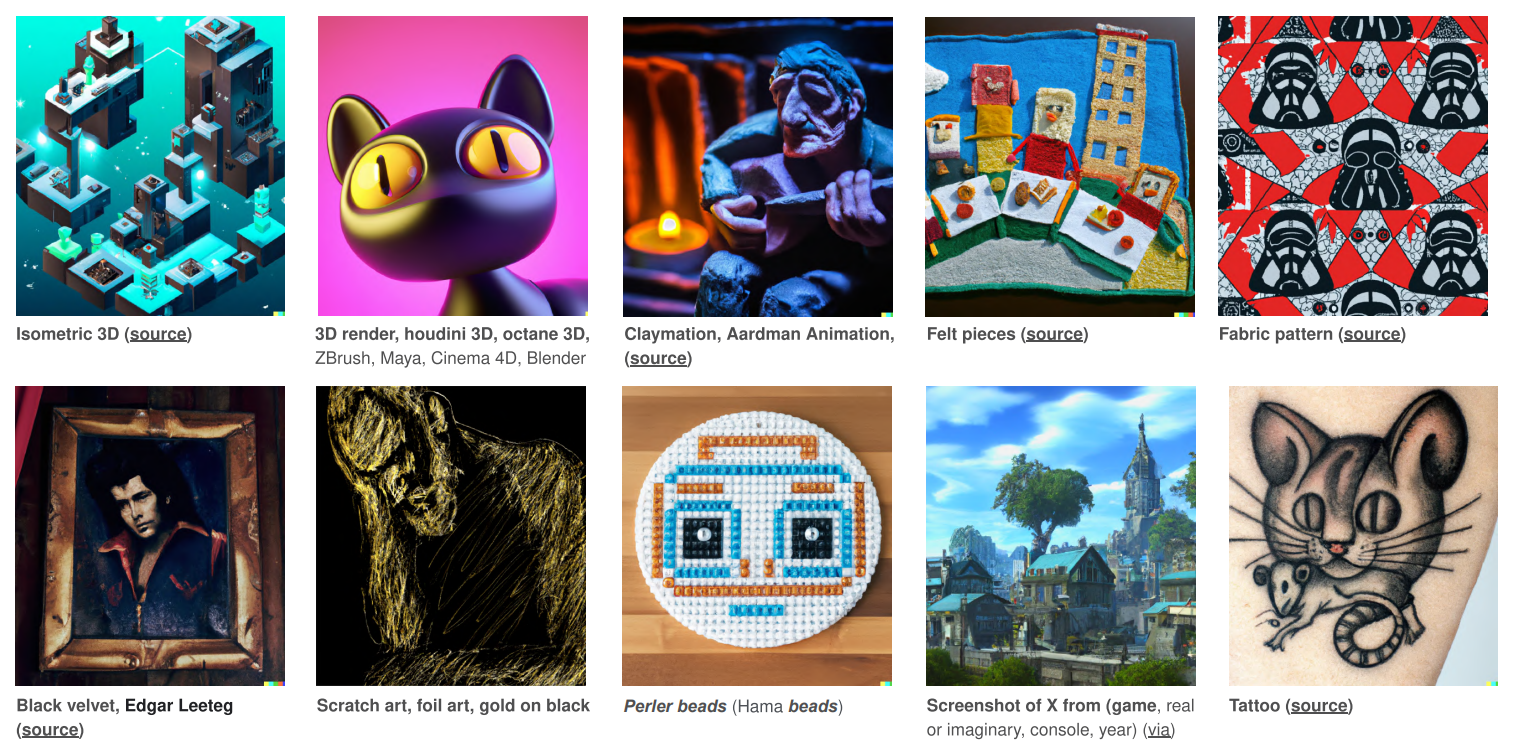 Isometric 3D (source)
3D render, houdini 3D, octane 3D,
ZBrush, Maya, Cinema 4D, Blender
Claymation, Aardman Animation,
(source)
Felt pieces (source)
Fabric pattern (source)
Black velvet, Edgar Leeteg
(source)
Scratch art, foil art, gold on black
Perler beads (Hama beads)
Screenshot of X from (game, real
or imaginary, console, year) (via)
Tattoo (source)